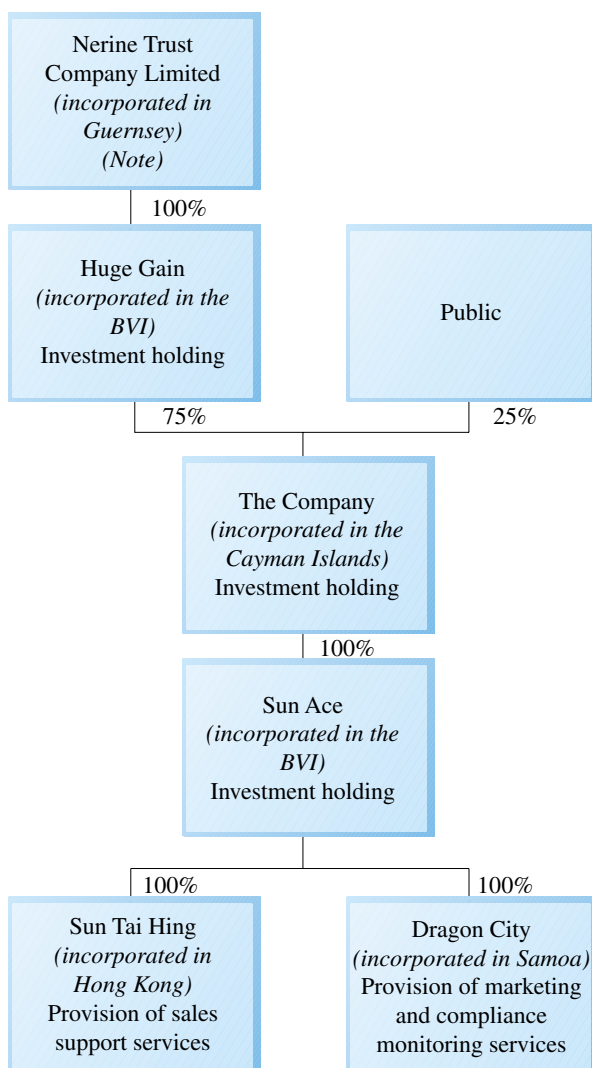 Nerine Trust
Company Limited
(incorporated in
Guernsey)
(Note)
100%
Huge Gain
(incorporated in the
BVI)
Investment holding
Public
75%
25%
The Company
(incorporated in the
Cayman Islands)
Investment holding
100%
Sun Ace
(incorporated in the
BVI)
Investment holding
100%
100%
Sun Tai Hing
(incorporated in
Hong Kong)
Provision of sales
support services
Dragon City
(incorporated in Samoa)
Provision of marketing
and compliance
monitoring services